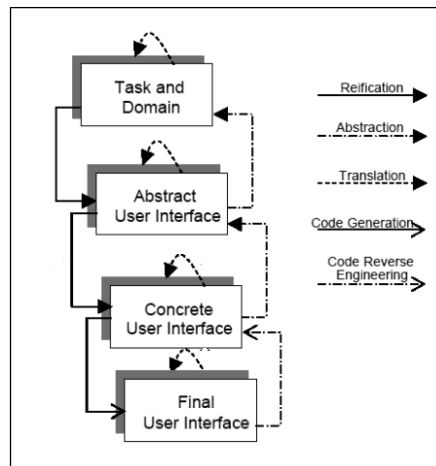 Task and
Domain
Abstract
User Interface
Concrete
User Interface
Final
User Interface
Reification
Abstraction
Translation
Code Generation
Code Reverse
Engineering